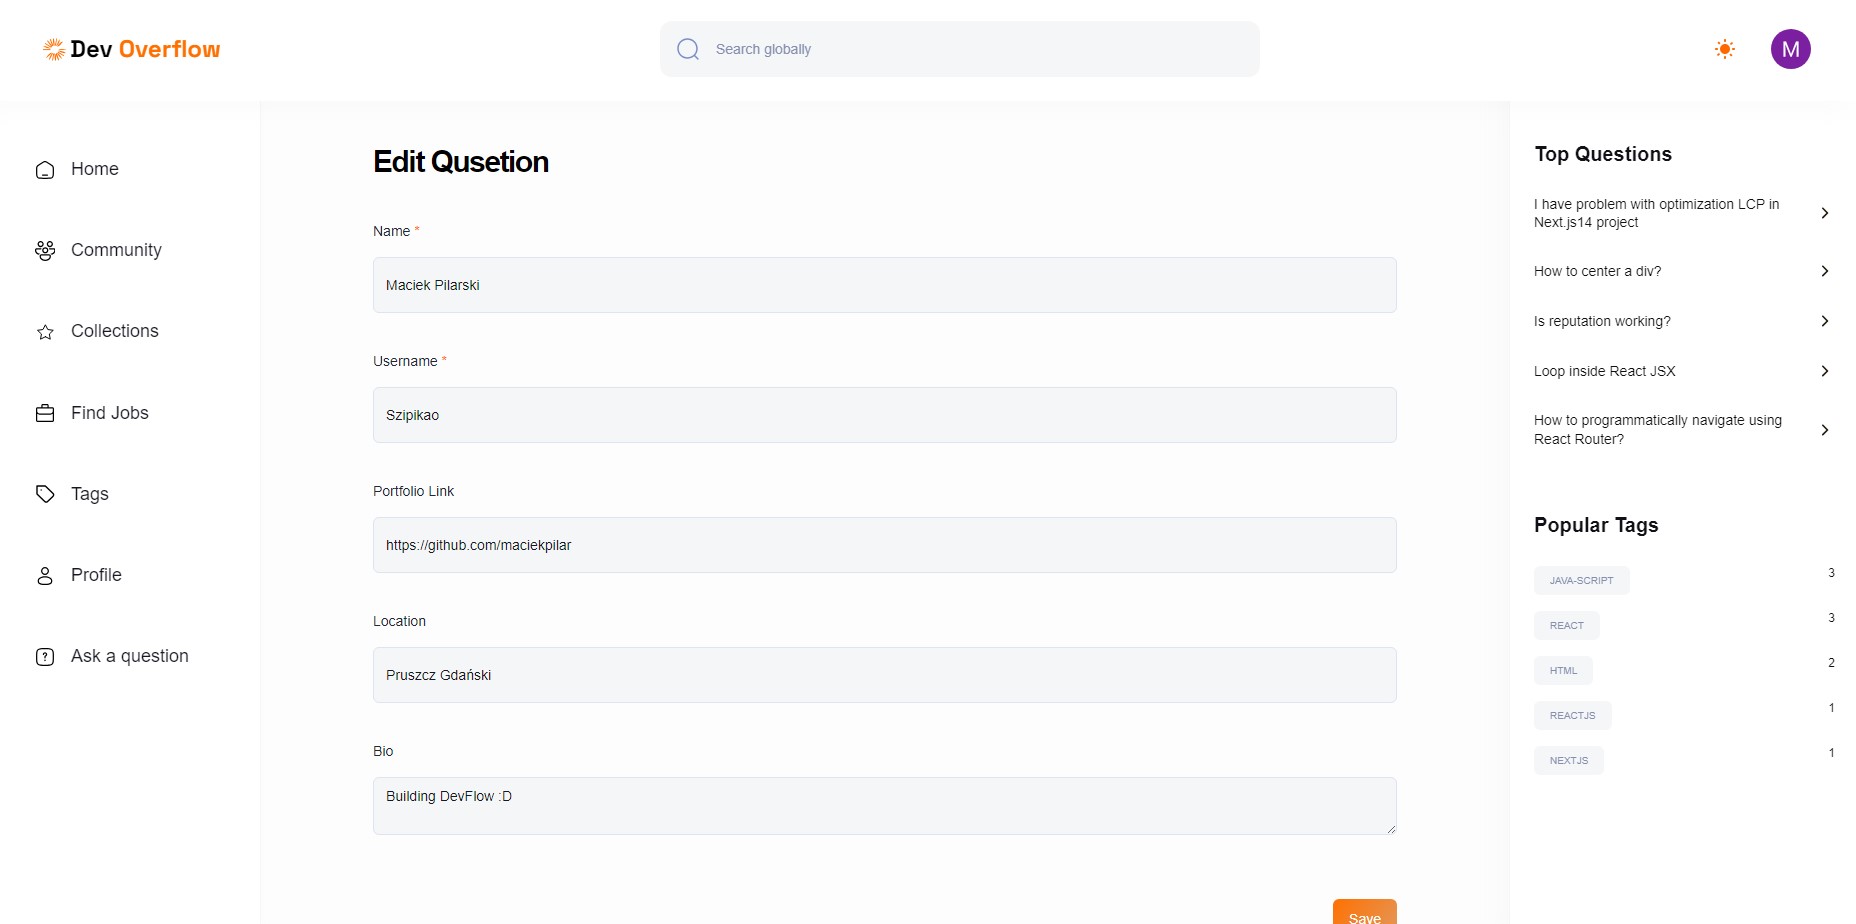 Dev Overflow
Search globally
M
Home
Community
Collections
Find Jobs
Tags
Profile
Ask a question
Edit Qusetion
Name *
Maciek Pilarski
Username *
Szipikao
Portfolio Link
https://github.com/maciekpilar
Location
Pruszcz Gdański
Bio
Building DevFlow :D
Save
Top Questions
I have problem with optimization LCP in
Next.js14 project
How to center a div?
Is reputation working?
Loop inside React JSX
How to programmatically navigate using
React Router?
Popular Tags
JAVA-SCRIPT 3
REACT 3
HTML 2
REACTJS 1
NEXTJS 1